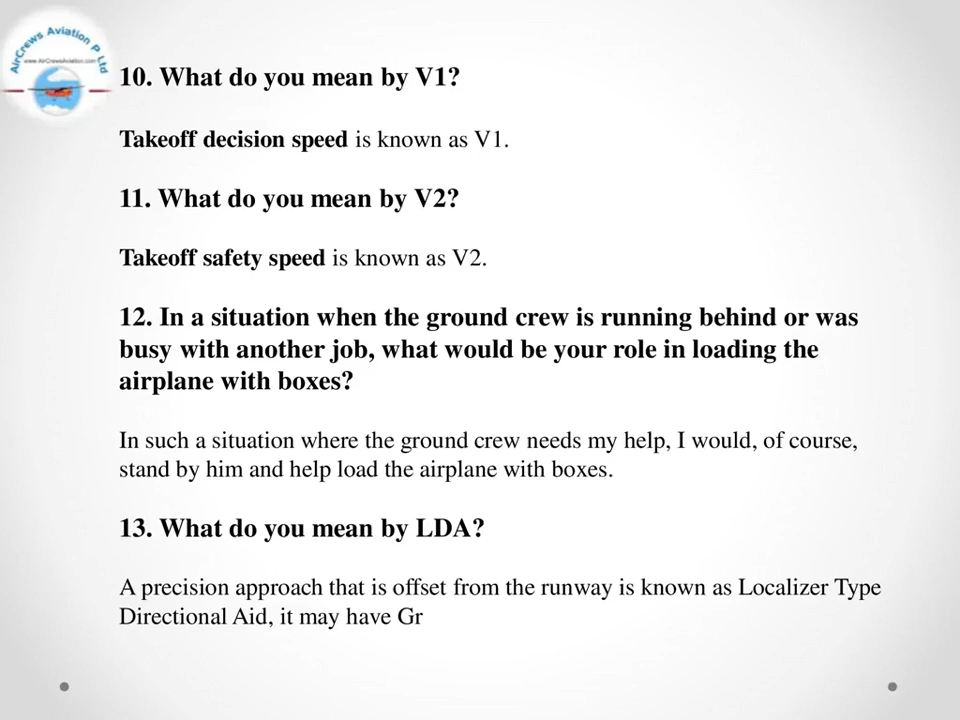 AirCrews Aviation P Ltd
www.AirCrewsAviation.com
10. What do you mean by V1?
Takeoff decision speed is known as V1.
11. What do you mean by V2?
Takeoff safety speed is known as V2.
12. In a situation when the ground crew is running behind or was
busy with another job, what would be your role in loading the
airplane with boxes?
In such a situation where the ground crew needs my help, I would, of course,
stand by him and help load the airplane with boxes.
13. What do you mean by LDA?
A precision approach that is offset from the runway is known as Localizer Type
Directional Aid, it may have Gr